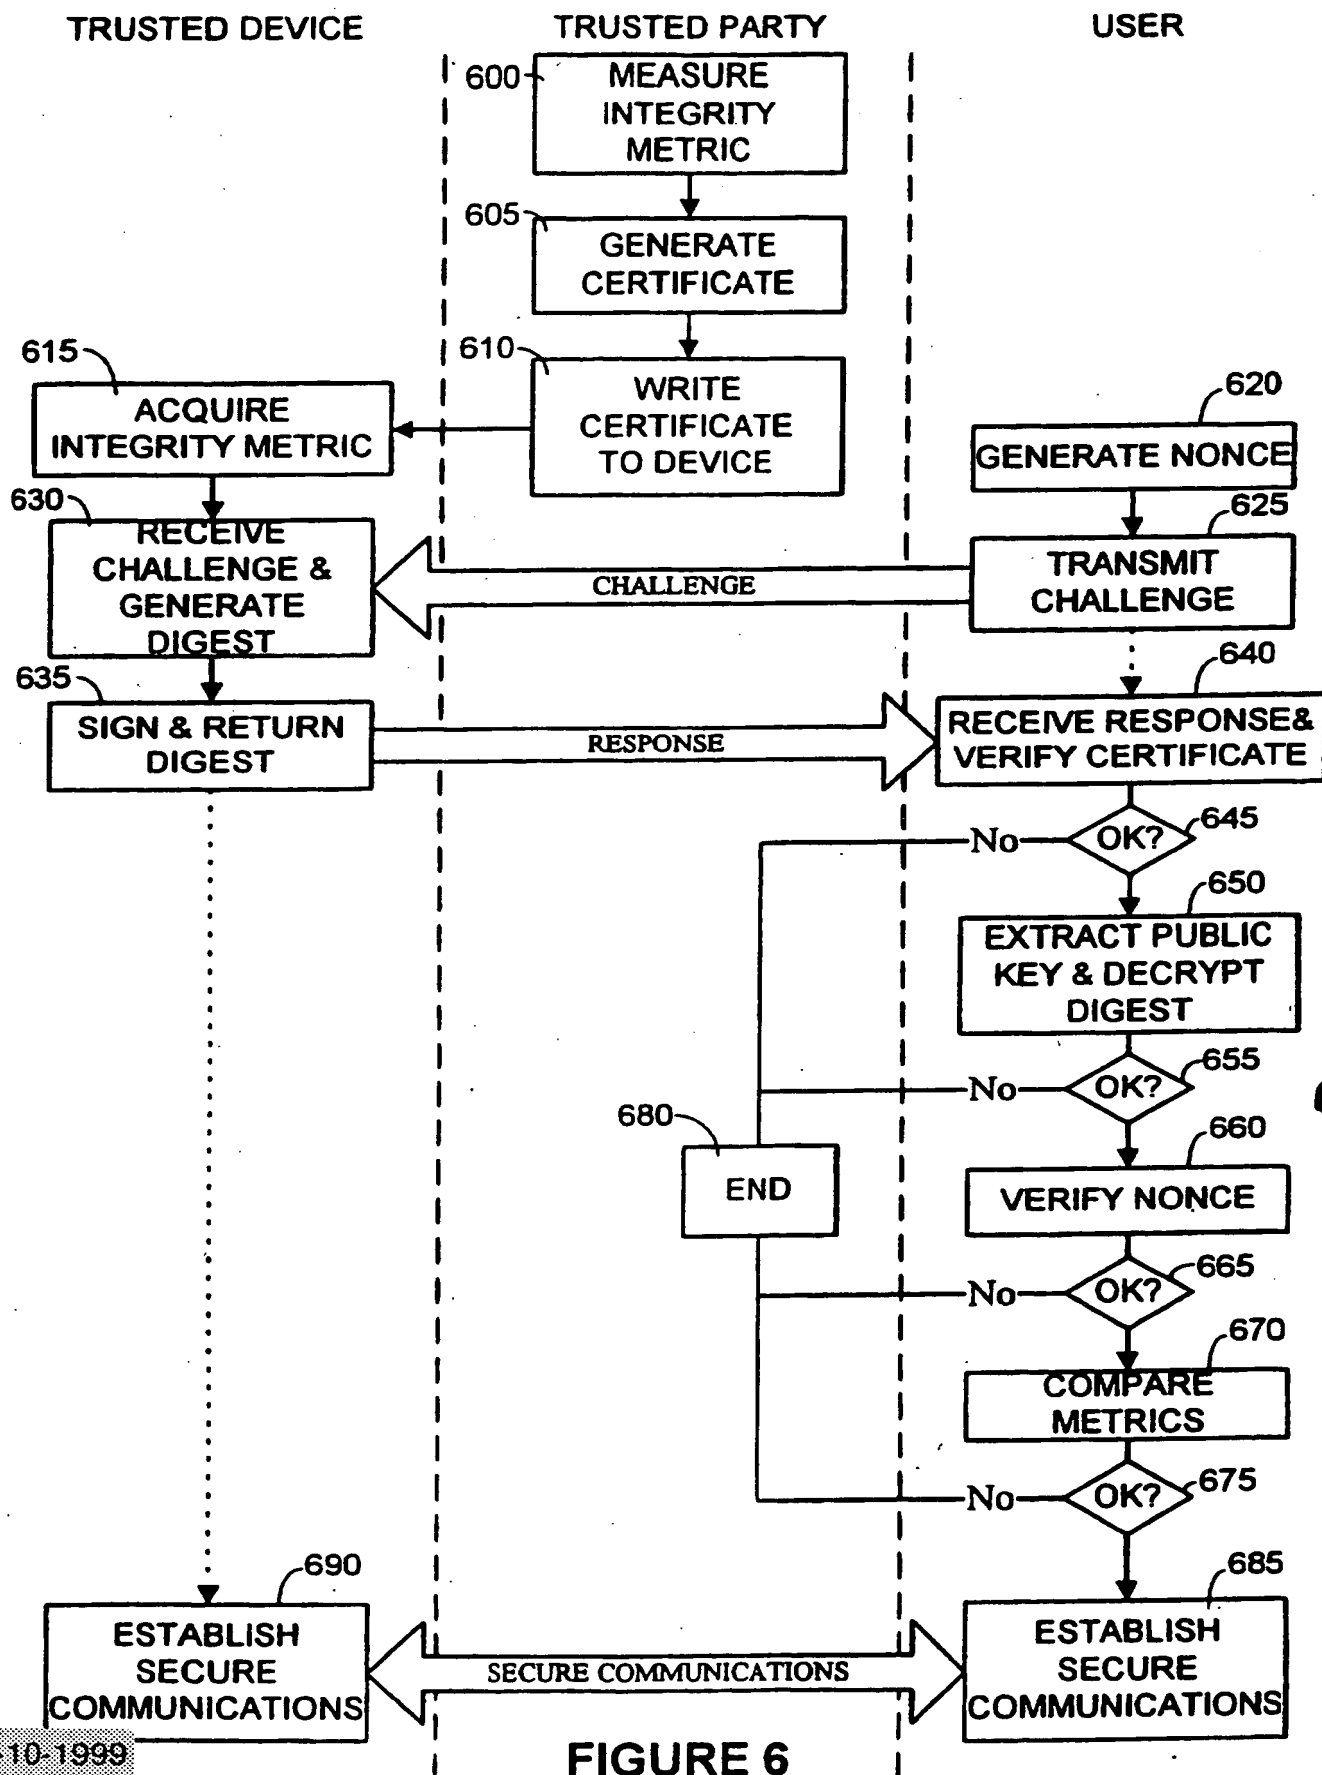 TRUSTED DEVICE
TRUSTED PARTY
USER
600
MEASURE
INTEGRITY
METRIC
605
GENERATE
CERTIFICATE
610
WRITE
CERTIFICATE
TO DEVICE
615
ACQUIRE
INTEGRITY METRIC
620
GENERATE NONCE
625
TRANSMIT
CHALLENGE
CHALLENGE
630
RECEIVE
CHALLENGE &
GENERATE
DIGEST
635
SIGN & RETURN
DIGEST
RESPONSE
640
RECEIVE RESPONSE&
VERIFY CERTIFICATE
645
OK?
No
650
EXTRACT PUBLIC
KEY & DECRYPT
DIGEST
655
OK?
No
680
END
660
VERIFY NONCE
665
OK?
No
670
COMPARE
METRICS
675
OK?
No
685
ESTABLISH
SECURE
COMMUNICATIONS
SECURE COMMUNICATIONS
690
ESTABLISH
SECURE
COMMUNICATIONS
-10-1999
FIGURE 6